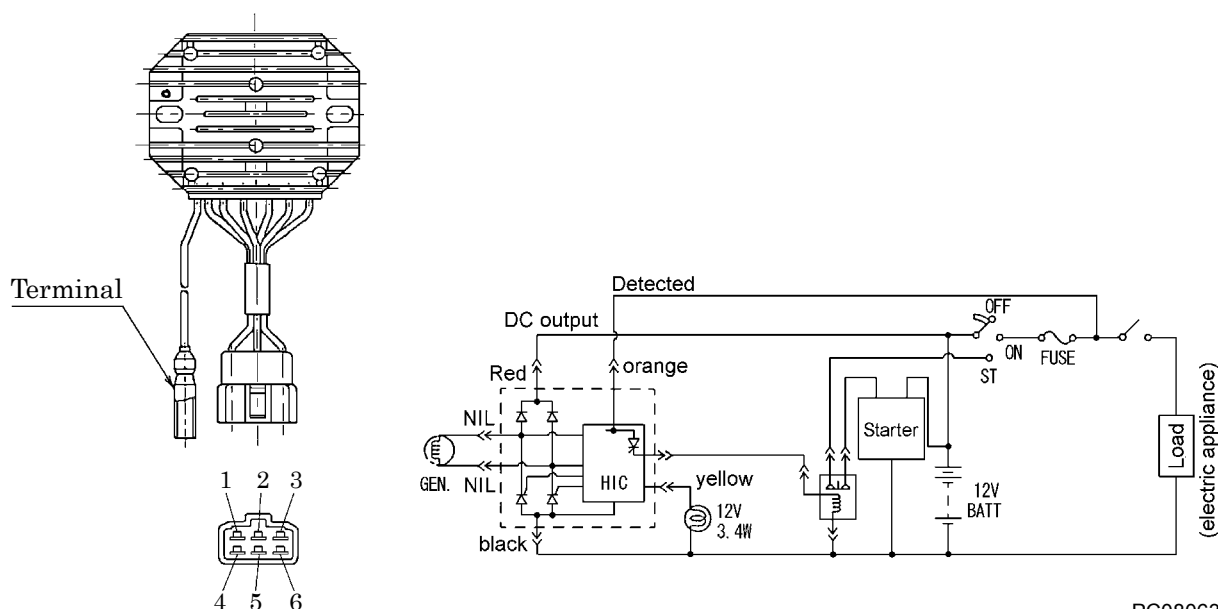 Terminal
1 2 3
4 5 6
Detected
DC output
OFF
Red
orange
ON
FUSE
ST
NIL
GEN.
NIL
HIC
yellow
12V
3.4W
black
Starter
12V
BATT
Load
(electric appliance)